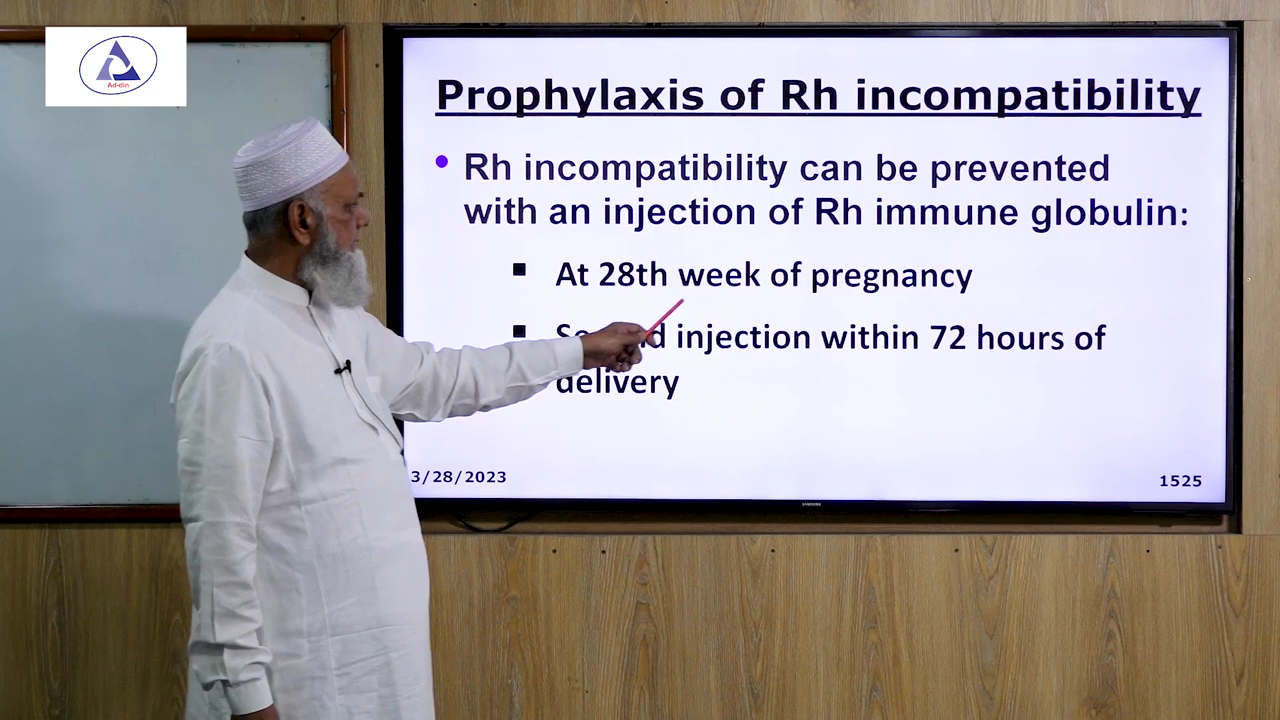 Ad-din
Prophylaxis of Rh incompatibility
• Rh incompatibility can be prevented
with an injection of Rh immune globulin:
▪ At 28th week of pregnancy
▪ injection within 72 hours of
delivery
3/28/2023
1525
SAMSUNG